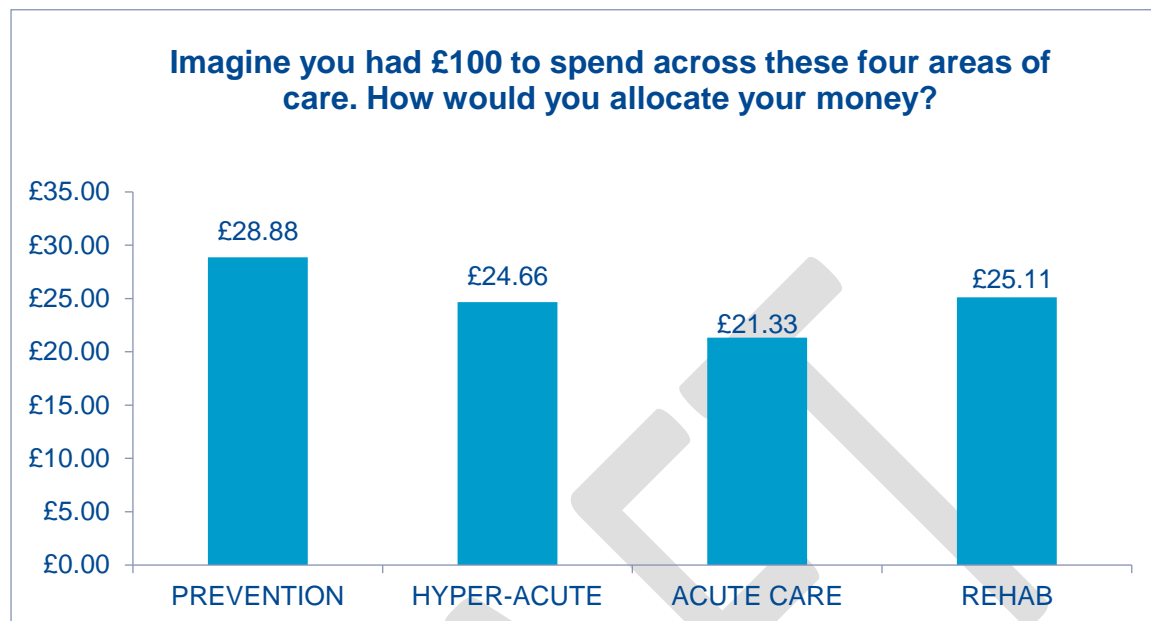 Imagine you had £100 to spend across these four areas of
care. How would you allocate your money?
£35.00
£30.00
£25.00
£20.00
£15.00
£10.00
£5.00
£0.00
£28.88
£24.66
£21.33
£25.11
PREVENTION
HYPER-ACUTE
ACUTE CARE
REHAB